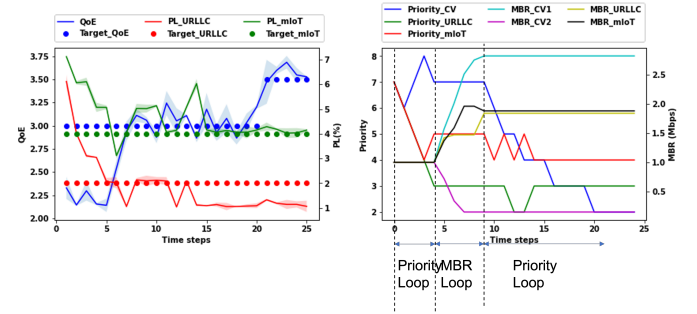 QoE PL_URLLC PL_mIoT
Target_QoE Target_URLLC Target_mIoT
3.75
3.50
3.25
3.00
2.75
2.50
2.25
2.00
QoE
7
6
5
4
3
2
1
PL(%)
0 5 10 15 20 25
Time steps
Priority_CV MBR_CV1 MBR_URLLC
Priority_URLLC MBR_CV2 MBR_mIoT
Priority_mIoT
8
7
6
5
4
3
2
Priority
2.5
2.0
1.5
1.0
0.5
MBR (Mbps)
0 5 10 15 20 25
Time steps
Priority MBR Priority
Loop Loop Loop